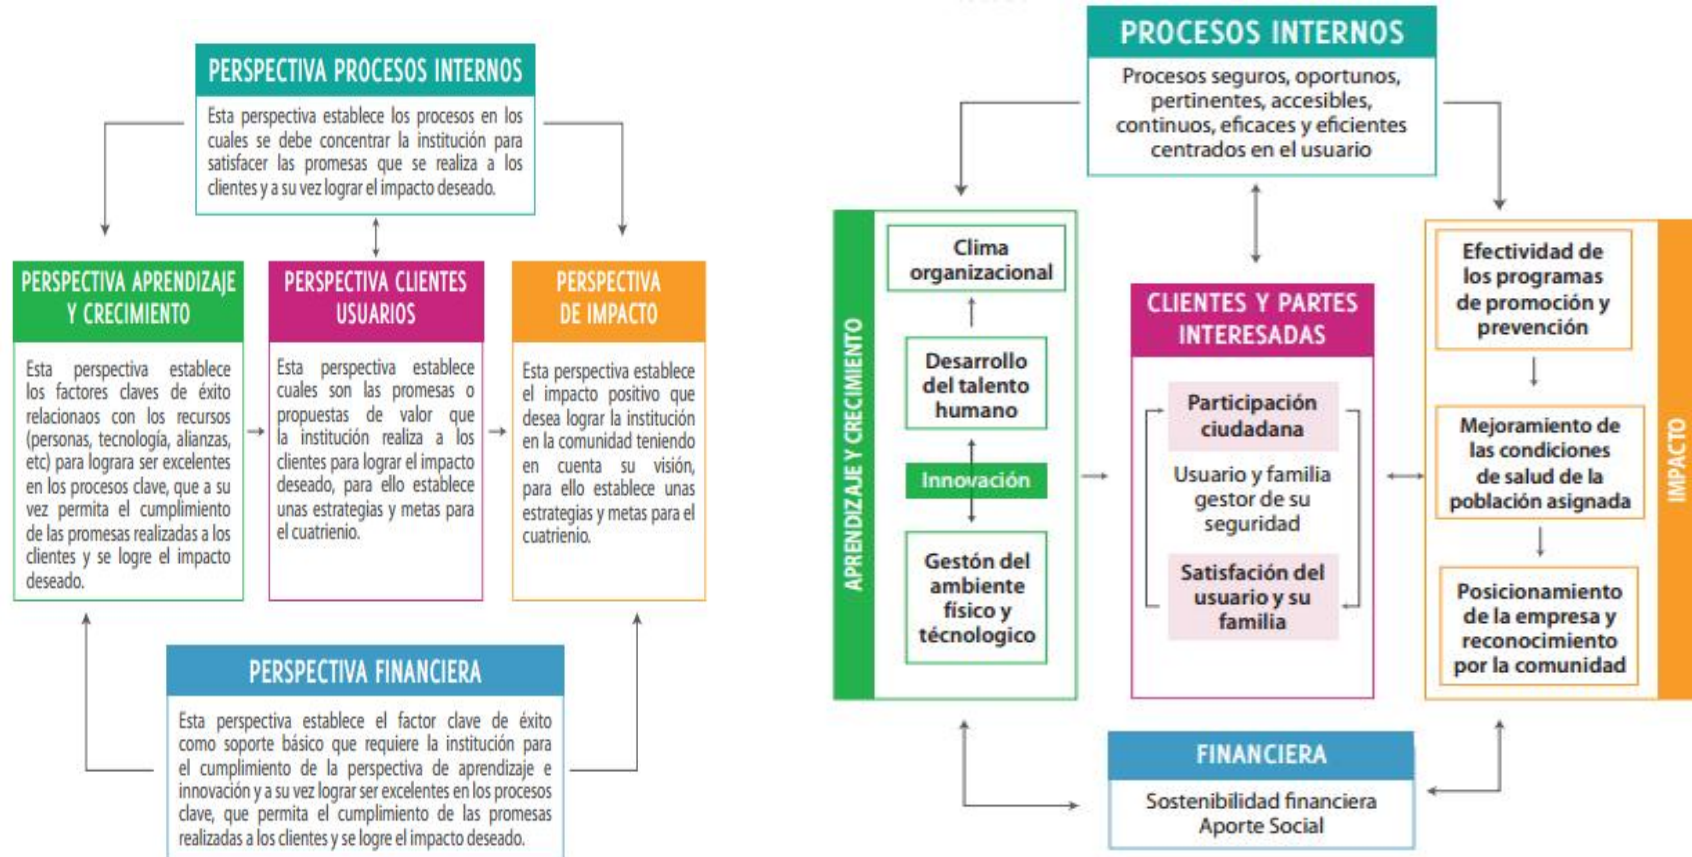 PERSPECTIVA PROCESOS INTERNOS
Esta perspectiva establece los procesos en los
cuales se debe concentrar la institución para
satisfacer las promesas que se realiza a los
clientes y a su vez lograr el impacto deseado.
PERSPECTIVA APRENDIZAJE
Y CRECIMIENTO
Esta perspectiva establece
los factores claves de éxito
relacionaos con los recursos
(personas, tecnología, alianzas,
etc) para lograra ser excelentes
en los procesos clave, que a su
vez permita el cumplimiento
de las promesas realizadas a los
clientes y se logre el impacto
deseado.
PERSPECTIVA CLIENTES
USUARIOS
Esta perspectiva establece
cuales son las promesas o
propuestas de valor que
la institución realiza a los
clientes para lograr el impacto
deseado, para ello establece
unas estrategias y metas para
el cuatrienio.
PERSPECTIVA
DE IMPACTO
Esta perspectiva establece
el impacto positivo que
desea lograr la institución
en la comunidad teniendo
en cuenta su visión,
para ello establece unas
estrategias y metas para el
cuatrienio.
PERSPECTIVA FINANCIERA
Esta perspectiva establece el factor clave de éxito
como soporte básico que requiere la institución para
el cumplimiento de la perspectiva de aprendizaje e
innovación y a su vez lograr ser excelentes en los procesos
clave, que permita el cumplimiento de las promesas
realizadas a los clientes y se logre el impacto deseado.
PROCESOS INTERNOS
Procesos seguros, oportunos,
pertinentes, accesibles,
continuos, eficaces y eficientes
centrados en el usuario
APRENDIZAJE Y CRECIMIENTO
Clima
organizacional
Desarrollo
del talento
humano
Innovación
Gestón del
ambiente
físico y
técnologico
CLIENTES Y PARTES
INTERESADAS
Participación
ciudadana
Usuario y familia
gestor de su
seguridad
Satisfacción del
usuario y su
familia
Efectividad de
los programas
de promoción y
prevención
Mejoramiento de
las condiciones
de salud de la
población asignada
Posicionamiento
de la empresa y
reconocimiento
por la comunidad
IMPACTO
FINANCIERA
Sostenibilidad financiera
Aporte Social